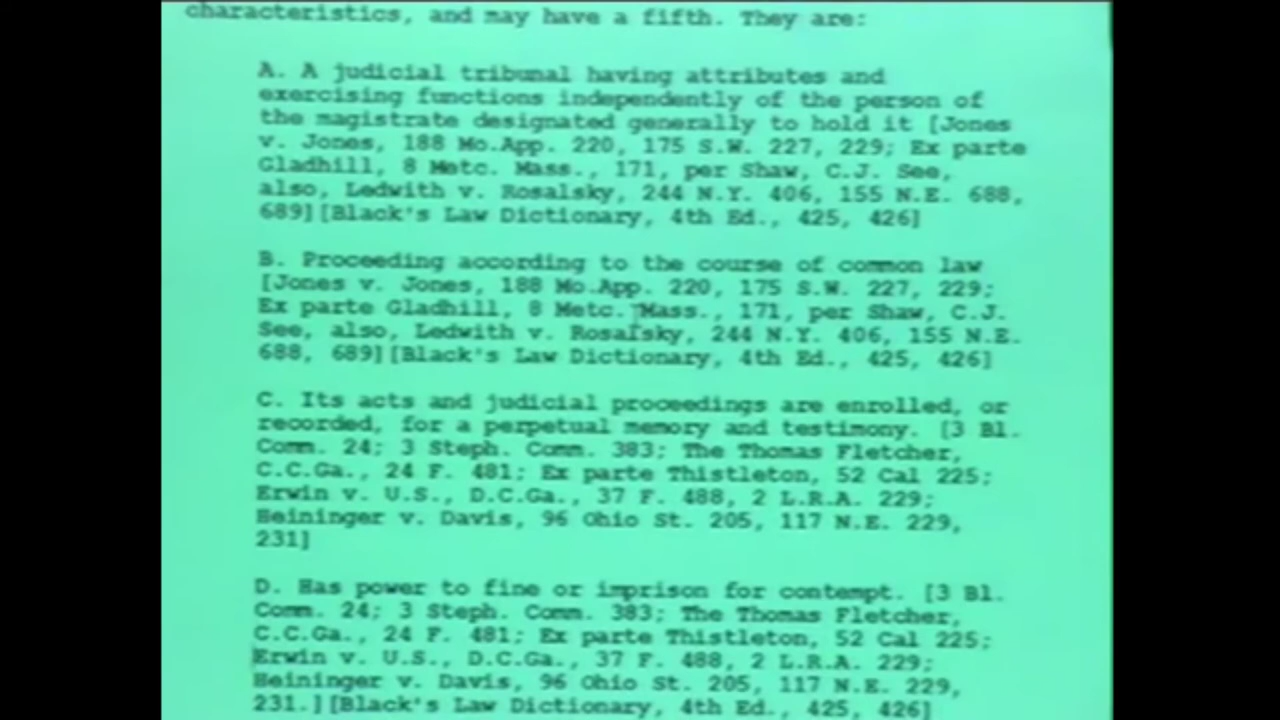 characteristics, and may have a fifth. They are:
A. A judicial tribunal having attributes and
exercising functions independently of the person of
the magistrate designated generally to hold it [Jones
v. Jones, 188 Mo.App. 220, 175 S.W. 227, 229; Ex parte
Gladhill, 8 Metc. Mass., 171, per Shaw, C.J. See,
also, Ledwith v. Rosalsky, 244 N.Y. 406, 155 N.E. 688,
689][Black's Law Dictionary, 4th Ed., 425, 426]
B. Proceeding according to the course of common law
[Jones v. Jones, 188 Mo.App. 220, 175 S.W. 227, 229;
Ex parte Gladhill, 8 Metc. Mass., 171, per Shaw, C.J.
See, also, Ledwith v. Rosalsky, 244 N.Y. 406, 155 N.E.
688, 689][Black's Law Dictionary, 4th Ed., 425, 426]
C. Its acts and judicial proceedings are enrolled, or
recorded, for a perpetual memory and testimony. [3 Bl.
Comm. 24; 3 Steph. Comm. 383; The Thomas Fletcher,
C.C.Ga., 24 F. 481; Ex parte Thistleton, 52 Cal 225;
Erwin v. U.S., D.C.Ga., 37 F. 488, 2 L.R.A. 229;
Heininger v. Davis, 96 Ohio St. 205, 117 N.E. 229,
231]
D. Has power to fine or imprison for contempt. [3 Bl.
Comm. 24; 3 Steph. Comm. 383; The Thomas Fletcher,
C.C.Ga., 24 F. 481; Ex parte Thistleton, 52 Cal 225;
Erwin v. U.S., D.C.Ga., 37 F. 488, 2 L.R.A. 229;
Heininger v. Davis, 96 Ohio St. 205, 117 N.E. 229,
231.][Black's Law Dictionary, 4th Ed., 425, 426]